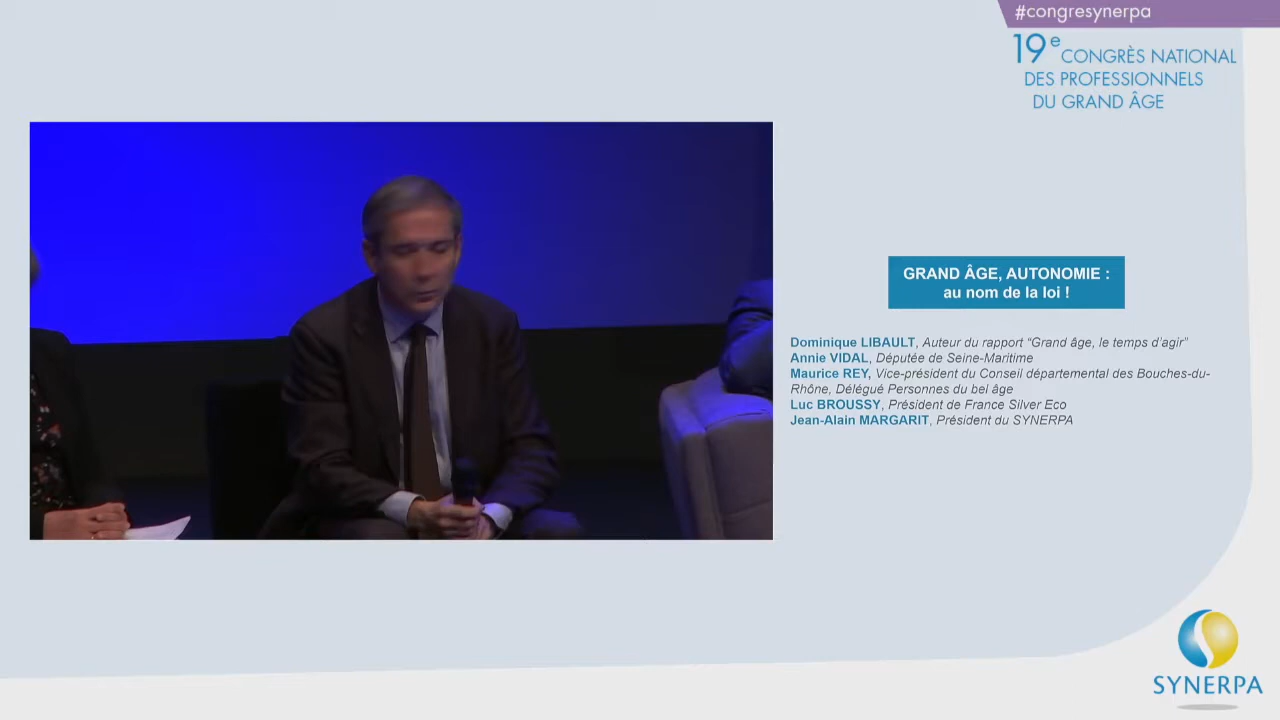 #congresynerpa
19e CONGRÈS NATIONAL
DES PROFESSIONNELS
DU GRAND ÂGE
GRAND ÂGE, AUTONOMIE :
au nom de la loi !
Dominique LIBAULT, Auteur du rapport “Grand âge, le temps d’agir”
Annie VIDAL, Députée de Seine-Maritime
Maurice REY, Vice-président du Conseil départemental des Bouches-du-
Rhône, Délégué Personnes du bel âge
Luc BROUSSY, Président de France Silver Eco
Jean-Alain MARGARIT, Président du SYNERPA
SYNERPA